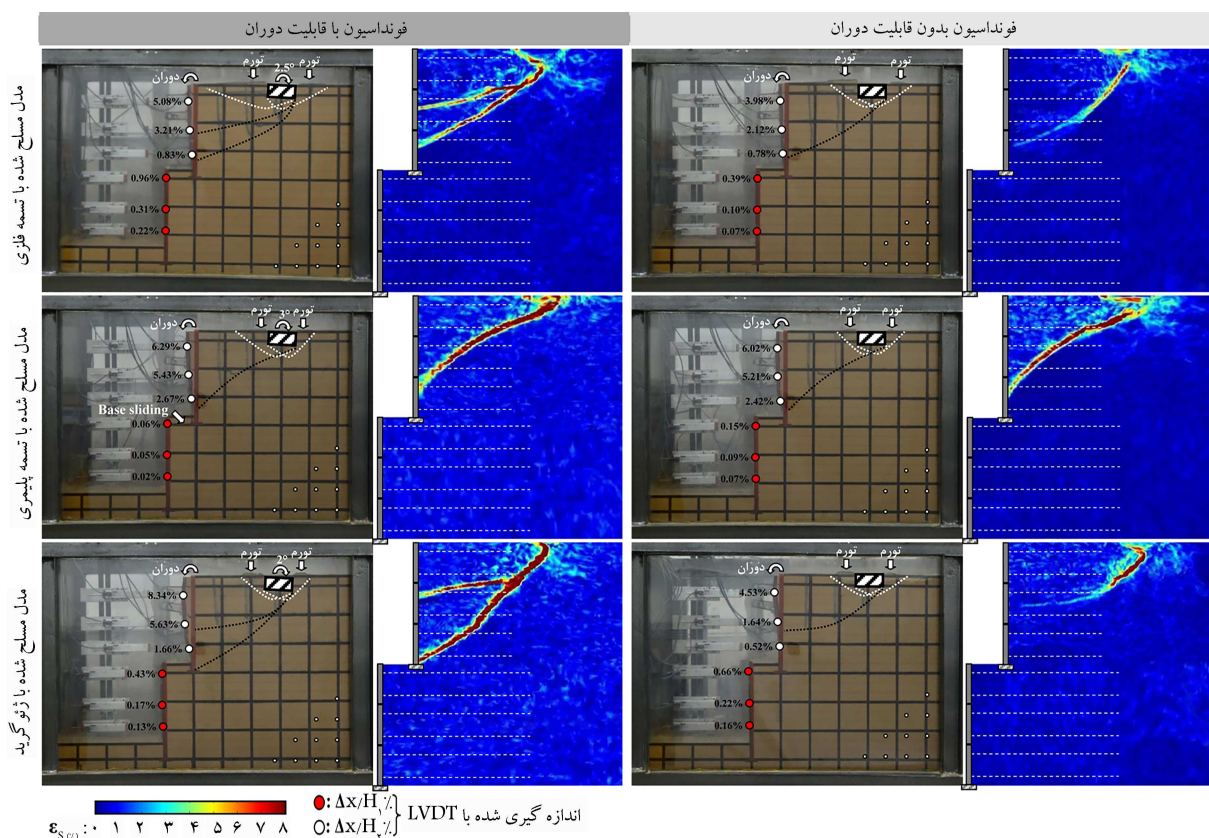 فونداسیون با قابلیت دوران
فونداسیون بدون قابلیت دوران
مدل مسلح شده با تسمه فلزی
دوران
تورم
2.5°
تورم
5.08%
3.21%
0.83%
0.96%
0.31%
0.22%
دوران
تورم
تورم
3.98%
2.12%
0.78%
0.39%
0.10%
0.07%
مدل مسلح شده با تسمه پلیمری
دوران
تورم
3°
تورم
6.29%
5.43%
2.67%
Base sliding
0.06%
0.05%
0.02%
دوران
تورم
تورم
6.02%
5.21%
2.42%
0.15%
0.09%
0.07%
مدل مسلح شده با ژئوگرید
دوران
تورم
2°
تورم
8.34%
5.63%
1.66%
0.43%
0.17%
0.13%
دوران
تورم
تورم
4.53%
1.64%
0.52%
0.66%
0.22%
0.16%
εS(٪) : ۰ ۱ ۲ ۳ ۴ ۵ ۶ ۷ ۸
: Δx/H۱٪
: Δx/H۲٪
اندازه گیری شده با LVDT